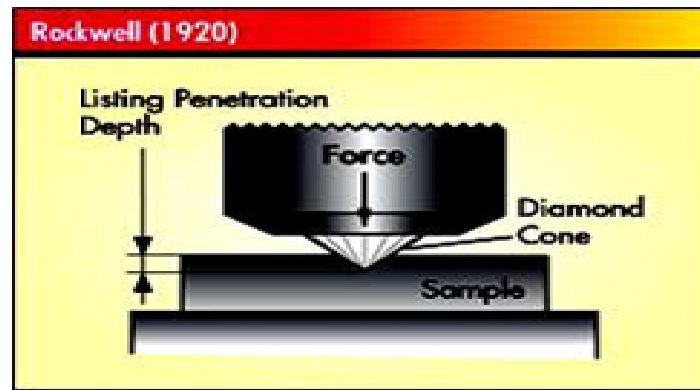 Rockwell (1920)
Listing Penetration
Depth
Force
Diamond
Cone
Sample